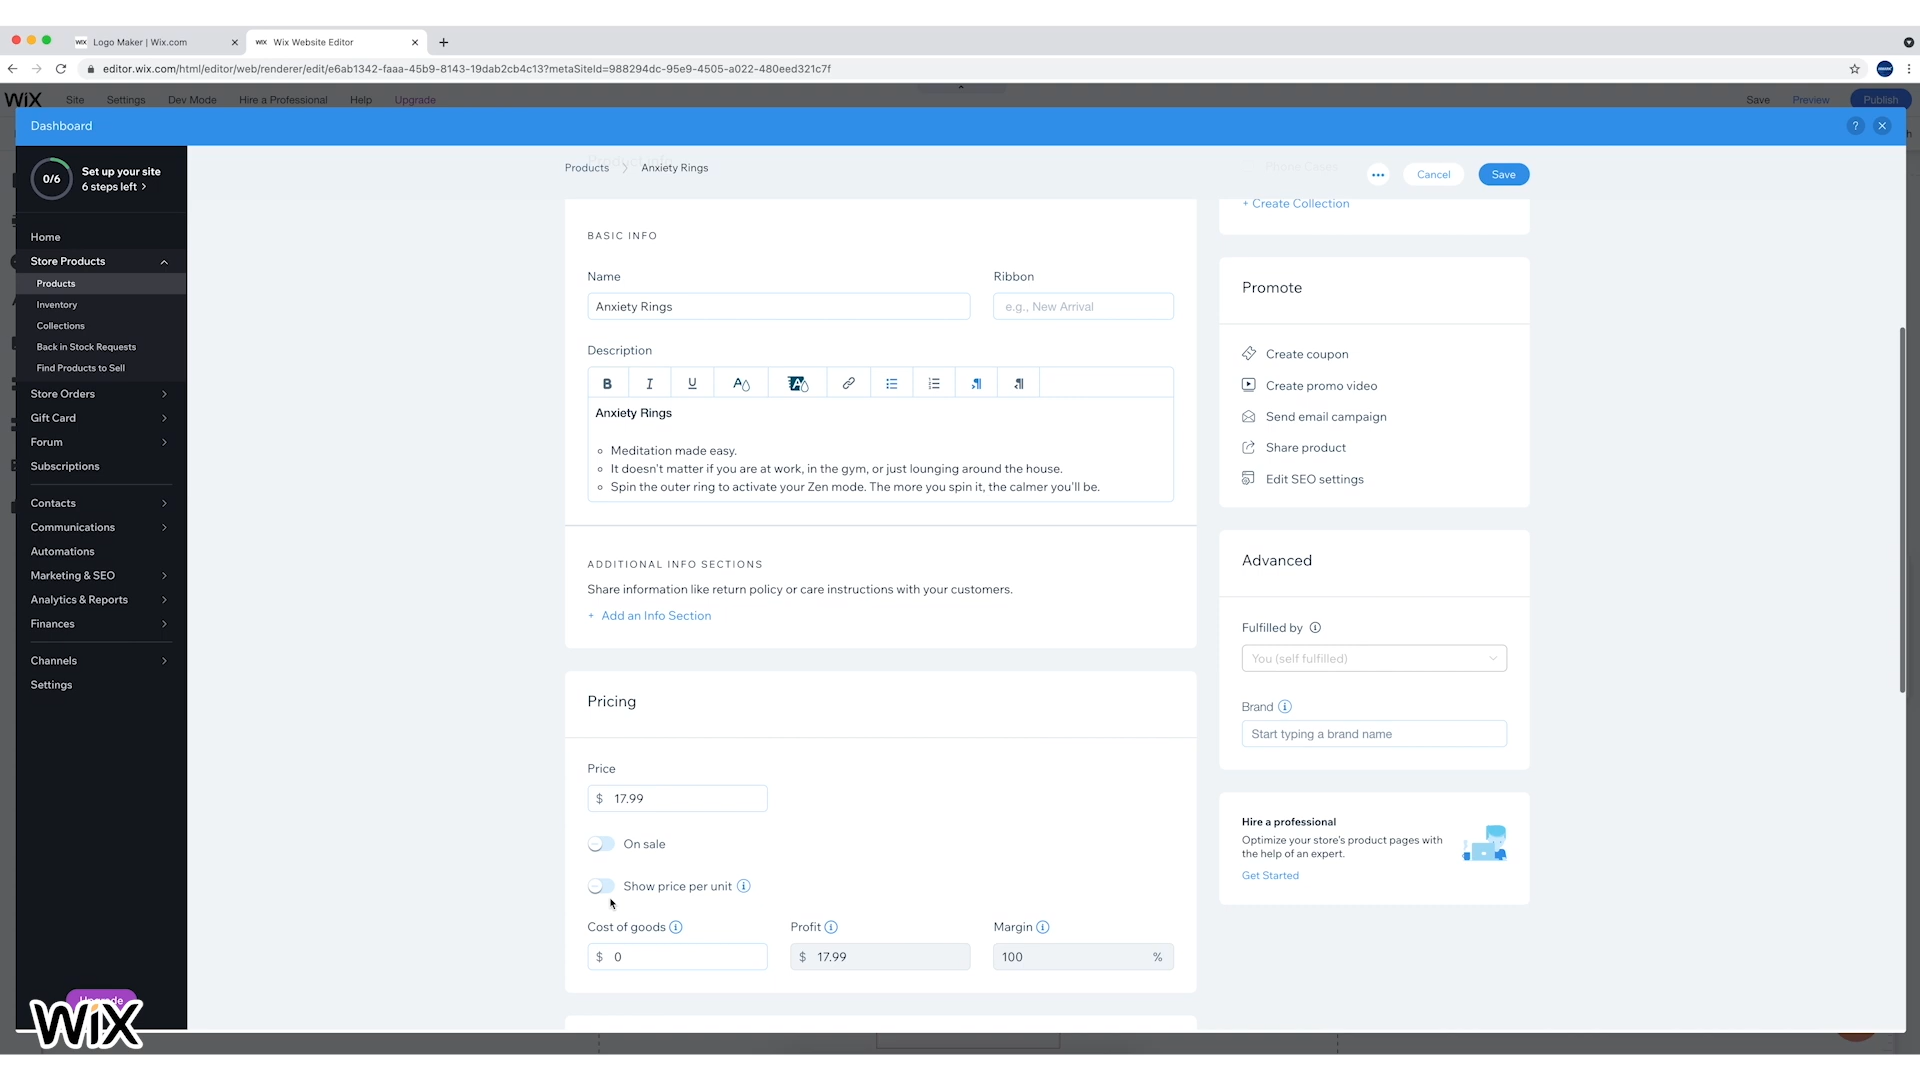 Logo Maker | Wix.com
Wix Website Editor
editor.wix.com/html/editor/web/renderer/edit/e6ab1342-faaa-45b9-8143-19dab2cb4c13?metaSiteId=988294dc-95e9-4505-a022-480eed321c7f
WiX
Site
Settings
Dev Mode
Hire a Professional
Help
Upgrade
Save
Preview
Publish
Dashboard
0/6
Set up your site
6 steps left
Home
Store Products
Products
Inventory
Collections
Back in Stock Requests
Find Products to Sell
Store Orders
Gift Card
Forum
Subscriptions
Contacts
Communications
Automations
Marketing & SEO
Analytics & Reports
Finances
Channels
Settings
Upgrade
WiX
Products
Anxiety Rings
Cancel
Save
BASIC INFO
Name
Ribbon
Anxiety Rings
e.g., New Arrival
Description
B I U A A
Anxiety Rings
Meditation made easy.
It doesn't matter if you are at work, in the gym, or just lounging around the house.
Spin the outer ring to activate your Zen mode. The more you spin it, the calmer you'll be.
ADDITIONAL INFO SECTIONS
Share information like return policy or care instructions with your customers.
+ Add an Info Section
Pricing
Price
$ 17.99
On sale
Show price per unit
Cost of goods
Profit
Margin
$ 0
$ 17.99
100 %
+ Create Collection
Promote
Create coupon
Create promo video
Send email campaign
Share product
Edit SEO settings
Advanced
Fulfilled by
You (self fulfilled)
Brand
Start typing a brand name
Hire a professional
Optimize your store's product pages with
the help of an expert.
Get Started